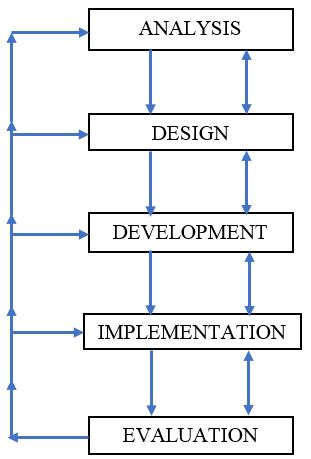 ANALYSIS
DESIGN
DEVELOPMENT
IMPLEMENTATION
EVALUATION